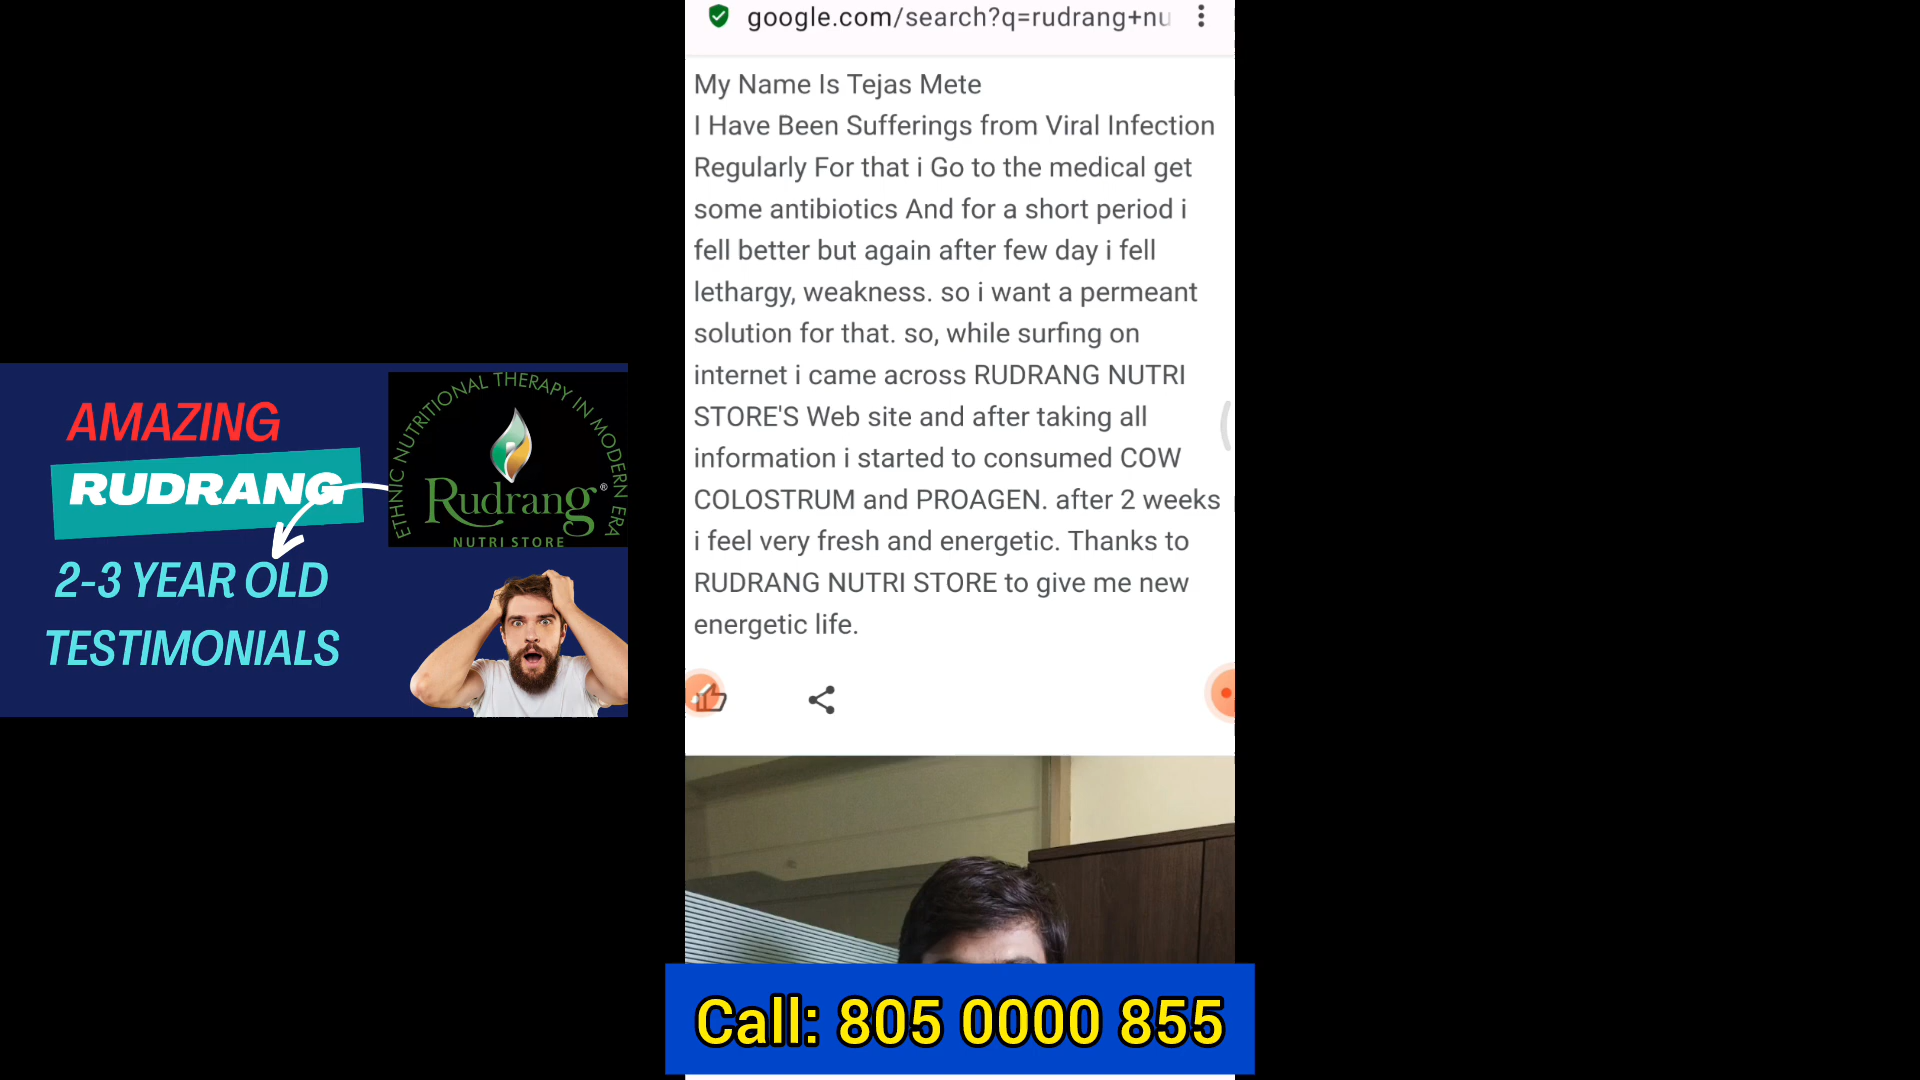 google.com/search?q=rudrang+nu
My Name Is Tejas Mete
I Have Been Sufferings from Viral Infection
Regularly For that i Go to the medical get
some antibiotics And for a short period i
fell better but again after few day i fell
lethargy, weakness. so i want a permeant
solution for that. so, while surfing on
internet i came across RUDRANG NUTRI
STORE'S Web site and after taking all
information i started to consumed COW
COLOSTRUM and PROAGEN. after 2 weeks
i feel very fresh and energetic. Thanks to
RUDRANG NUTRI STORE to give me new
energetic life.
AMAZING
RUDRANG
2-3 YEAR OLD
TESTIMONIALS
ETHNIC NUTRITIONAL THERAPY IN MODERN ERA
Rudrang®
NUTRI STORE
Call: 805 0000 855